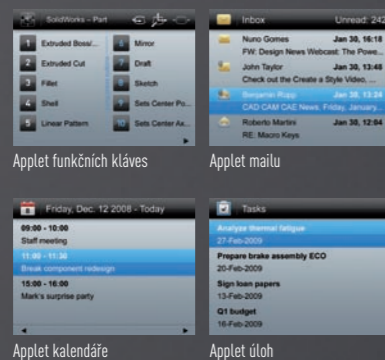 SolidWorks – Part
1 Extruded Boss/...
2 Extruded Cut
3 Fillet
4 Shell
5 Linear Pattern
6 Mirror
7 Draft
8 Sketch
9 Sets Center Po...
10 Sets Center Ax...
Applet funkčních kláves
Inbox Unread: 242
Nuno Gomes Jan 30, 16:18
FW: Design News Webcast: The Powe...
John Taylor Jan 30, 13:48
Check out the Create a Style Video, ...
Benjamin Rupp Jan 30, 13:24
CAD CAM CAE News. Friday, January...
Roberto Martini Jan 30, 12:04
RE: Macro Keys
Applet mailu
8 Friday, Dec. 12 2008 - Today
09:00 - 10:00
Staff meeting
11:00 - 11:30
Break component redesign
15:00 - 16:00
Mark's surprise party
Applet kalendáře
Tasks
Analyze thermal fatigue
27-Feb-2009
Prepare brake assembly ECO
20-Feb-2009
Sign loan papers
13-Feb-2009
Q1 budget
16-Feb-2009
Applet úloh